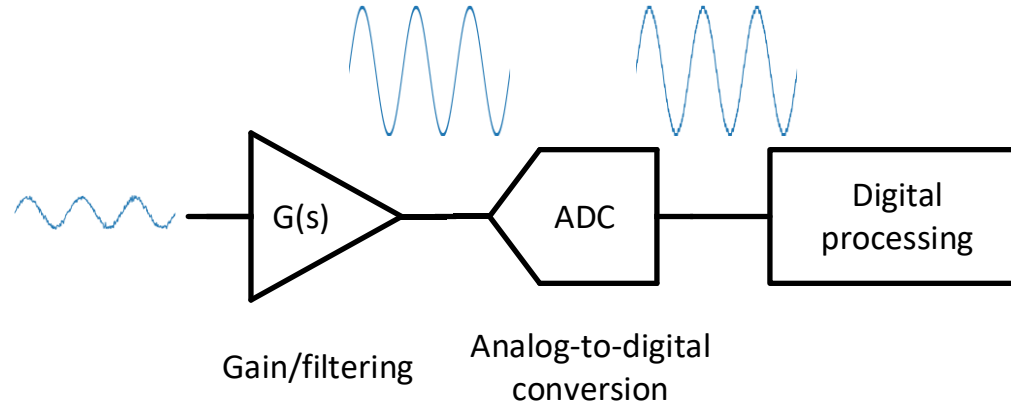 G(s)
ADC
Digital
processing
Gain/filtering
Analog-to-digital
conversion